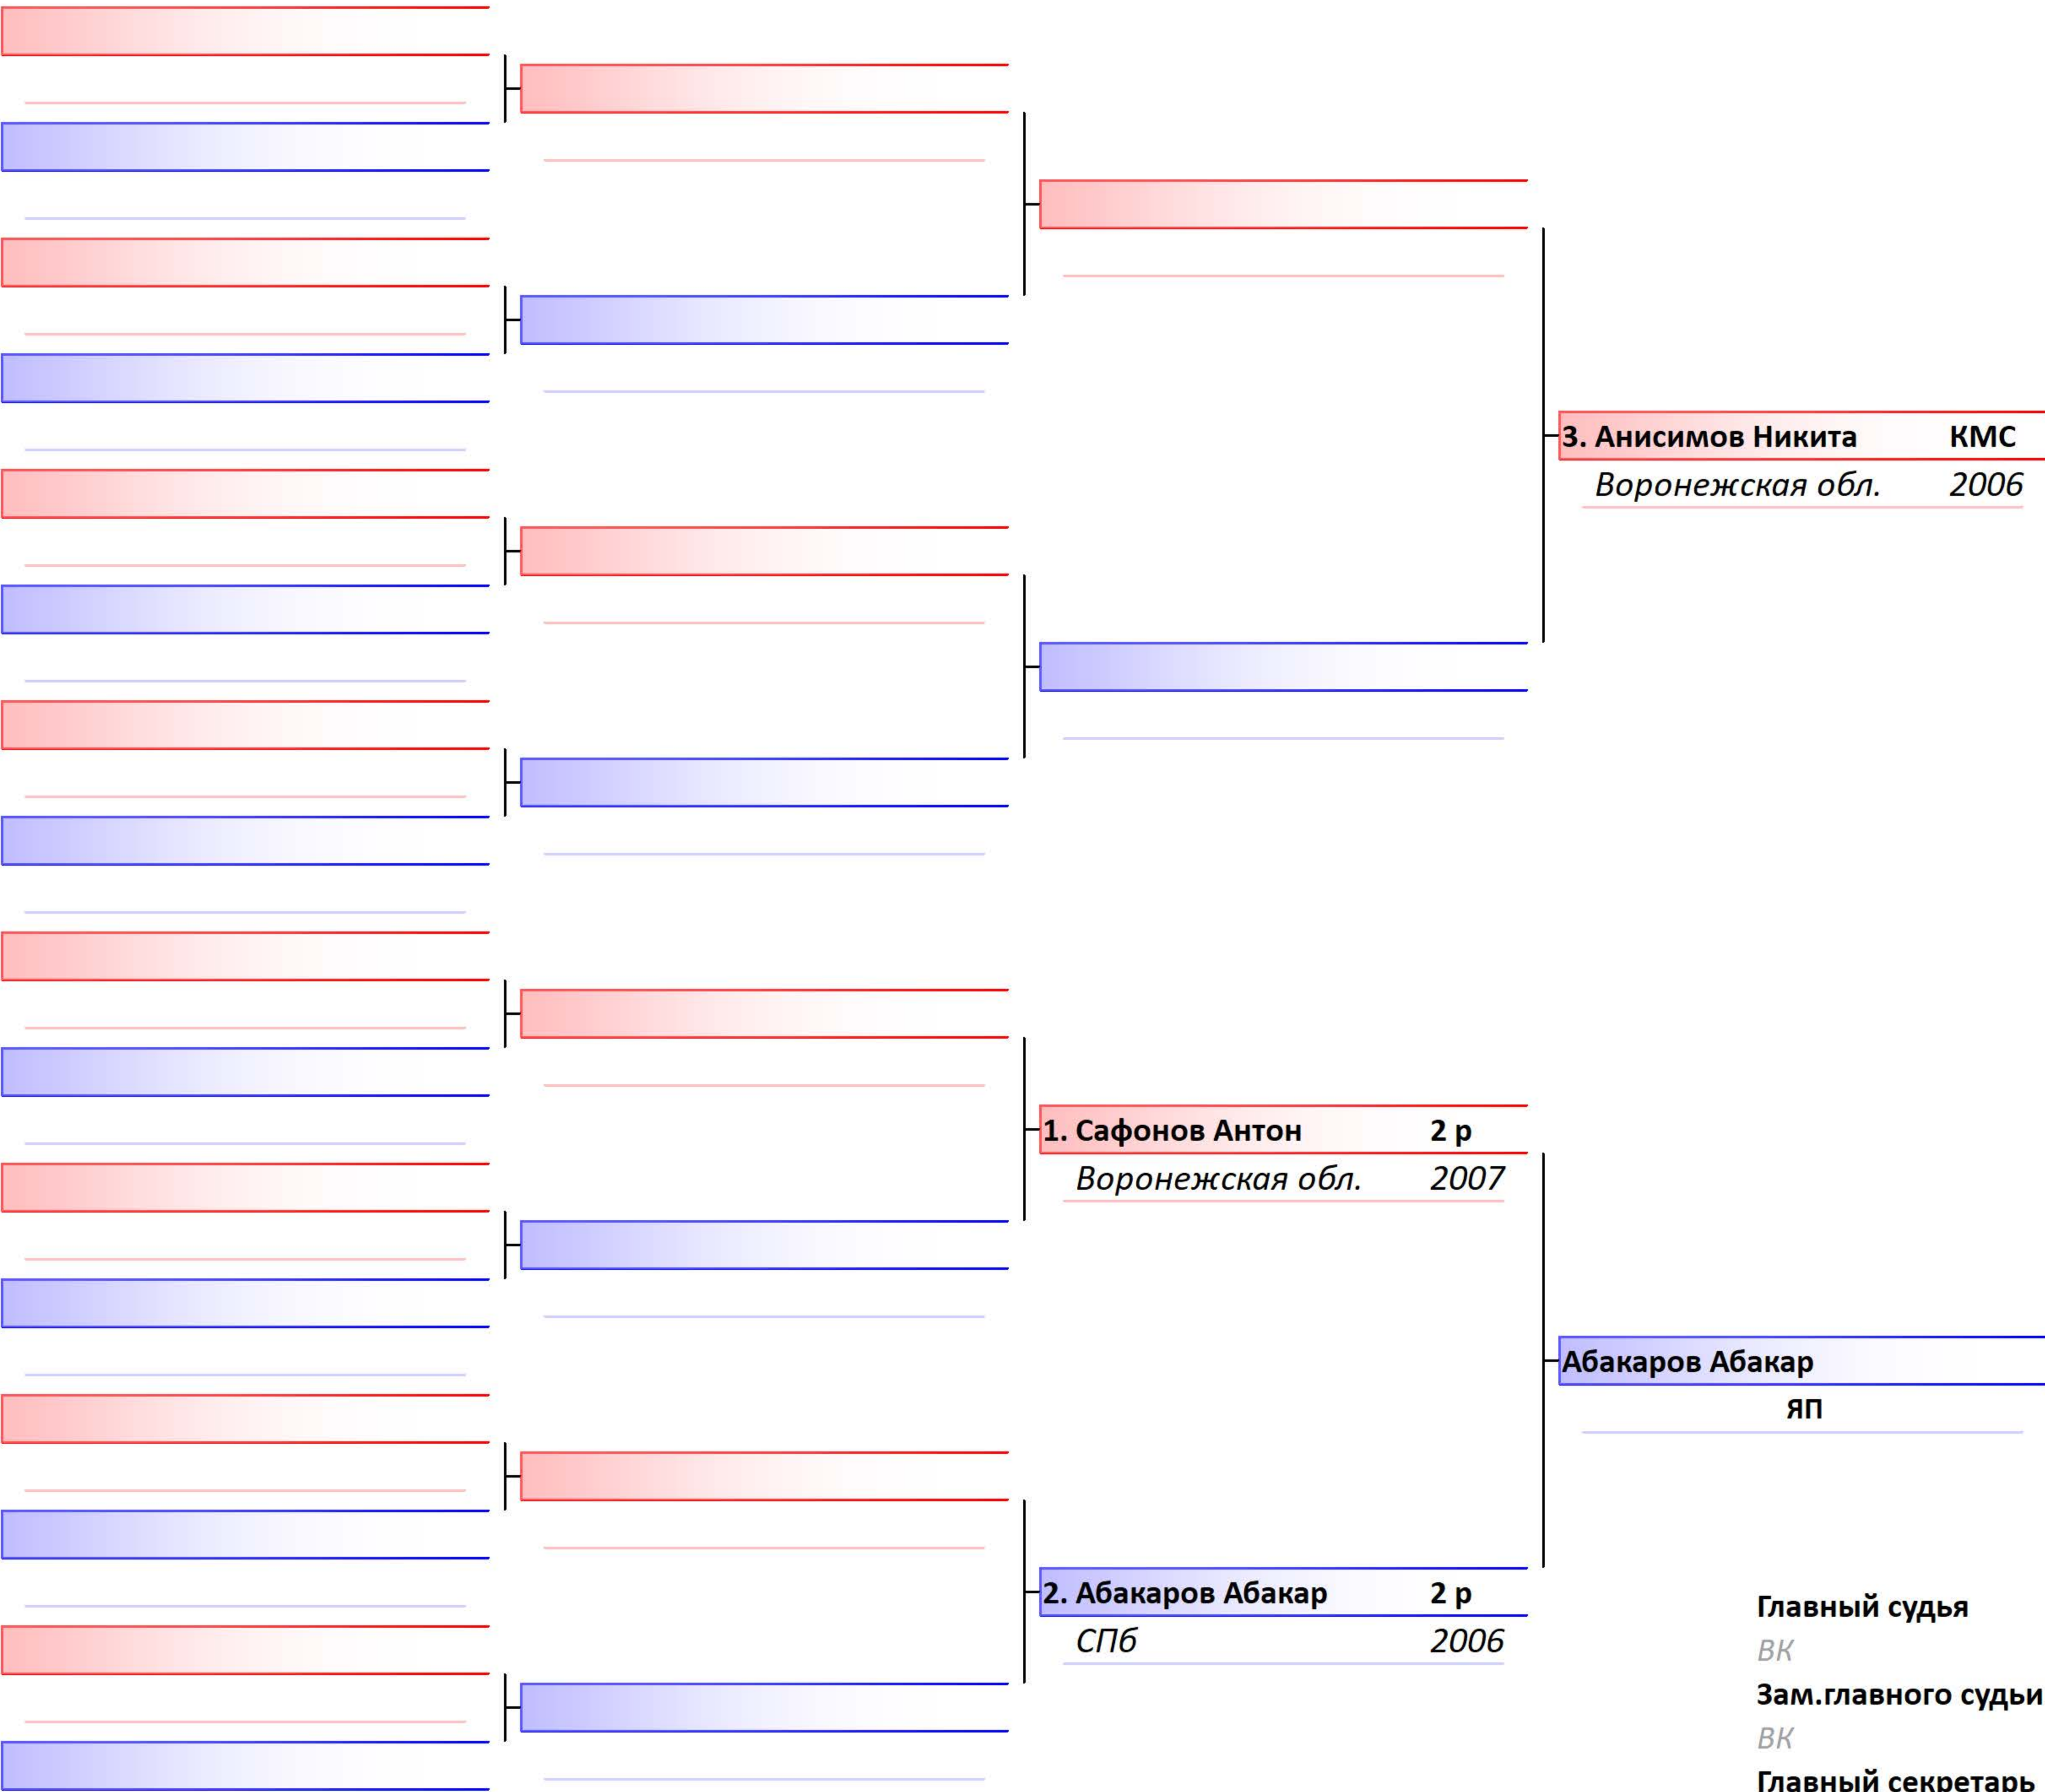 3. Анисимов Никита КМС
Воронежская обл. 2006
1. Сафонов Антон 2 р
Воронежская обл. 2007
Абакаров Абакар
ЯП
2. Абакаров Абакар 2 р
СПб 2006
Главный судья
ВК
Зам.главного судьи
ВК
Главный секретарь